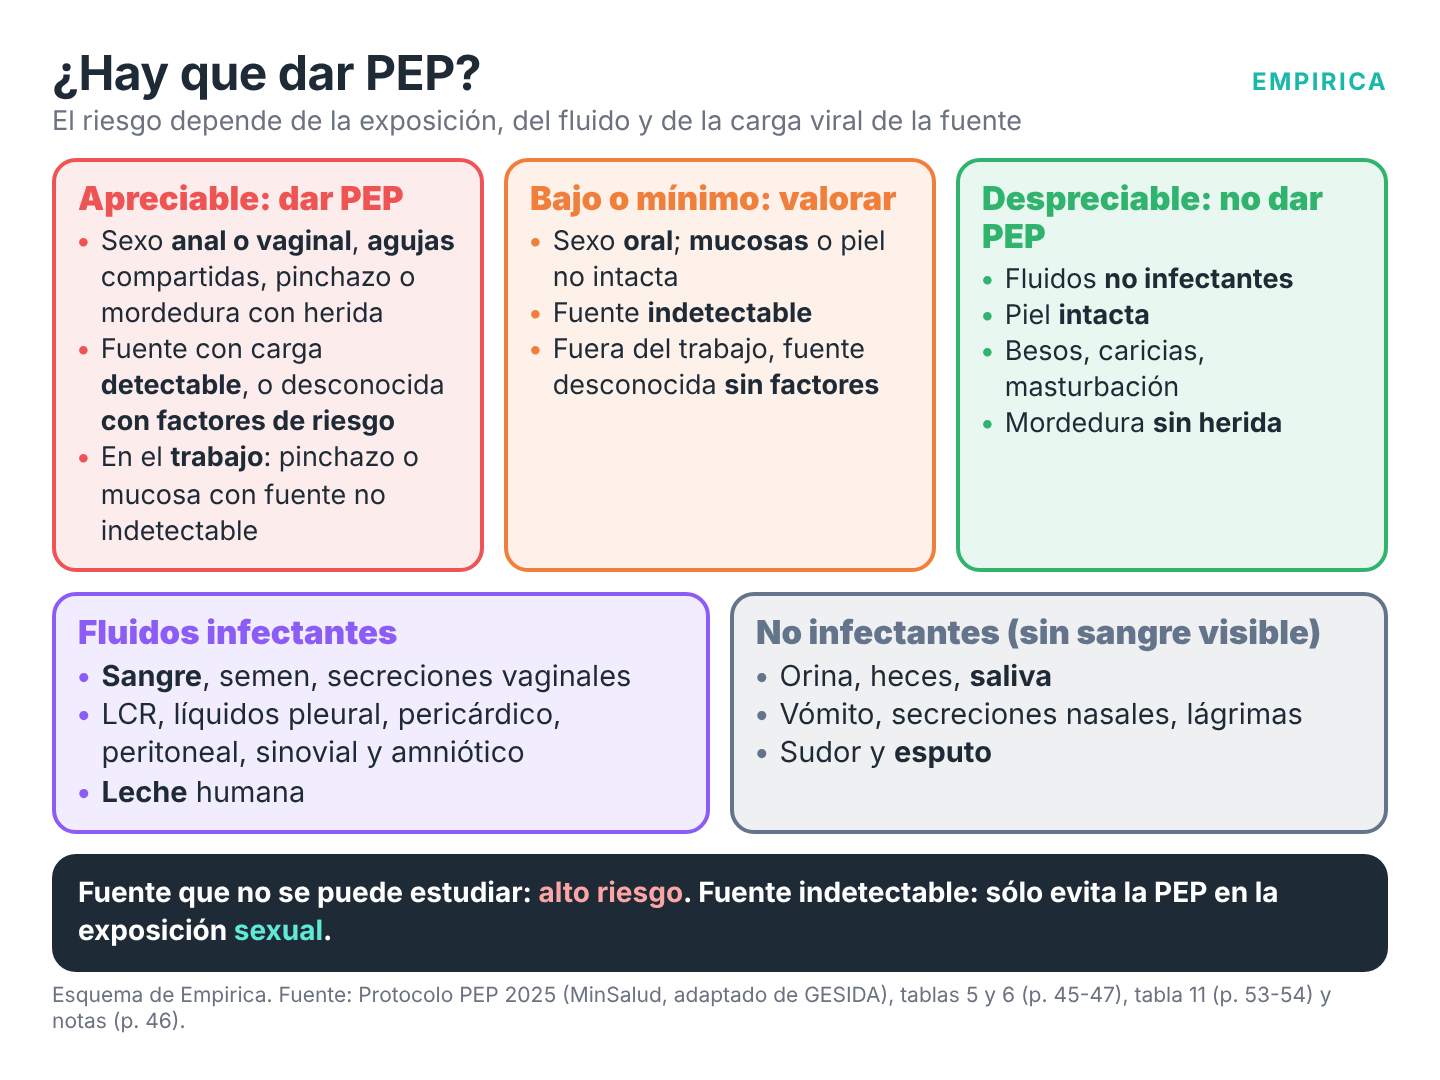 ¿Hay que dar PEP?
EMPIRICA
El riesgo depende de la exposición, del fluido y de la carga viral de la fuente
Apreciable: dar PEP
• Sexo anal o vaginal, agujas
compartidas, pinchazo o
mordedura con herida
• Fuente con carga
detectable, o desconocida
con factores de riesgo
• En el trabajo: pinchazo o
mucosa con fuente no
indetectable
Bajo o mínimo: valorar
• Sexo oral; mucosas o piel
no intacta
• Fuente indetectable
• Fuera del trabajo, fuente
desconocida sin factores
Despreciable: no dar
PEP
• Fluidos no infectantes
• Piel intacta
• Besos, caricias,
masturbación
• Mordedura sin herida
Fluidos infectantes
• Sangre, semen, secreciones vaginales
• LCR, líquidos pleural, pericárdico,
peritoneal, sinovial y amniótico
• Leche humana
No infectantes (sin sangre visible)
• Orina, heces, saliva
• Vómito, secreciones nasales, lágrimas
• Sudor y esputo
Fuente que no se puede estudiar: alto riesgo. Fuente indetectable: sólo evita la PEP en la
exposición sexual.
Esquema de Empirica. Fuente: Protocolo PEP 2025 (MinSalud, adaptado de GESIDA), tablas 5 y 6 (p. 45-47), tabla 11 (p. 53-54) y
notas (p. 46).